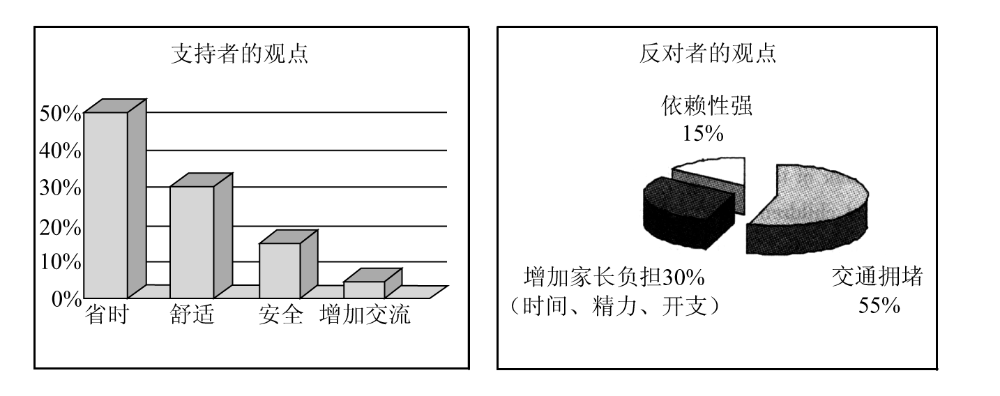 支持者的观点
50%
40%
30%
20%
10%
0%
省时 舒适 安全 增加交流
反对者的观点
依赖性强
15%
增加家长负担30%
（时间、精力、开支）
交通拥堵
55%